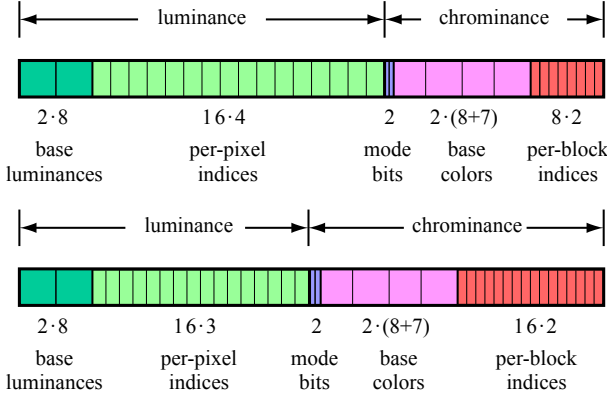 luminance chrominance
2·8 16·4 2 2·(8+7) 8·2
base per-pixel mode base per-block
luminances indices bits colors indices
luminance chrominance
2·8 16·3 2 2·(8+7) 16·2
base per-pixel mode base per-block
luminances indices bits colors indices